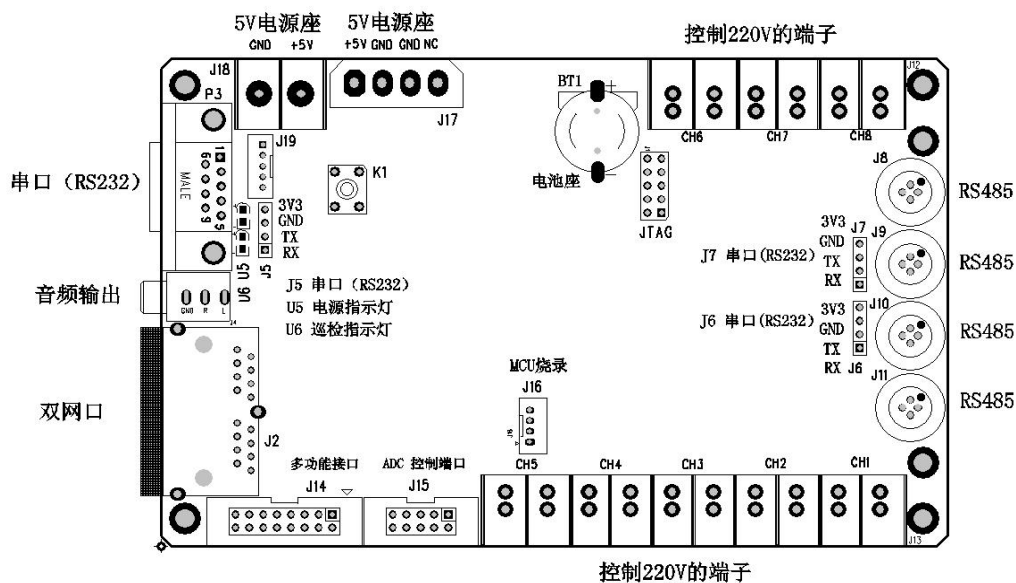 5V电源座
5V电源座
控制220V的端子
GND
+5V
+5V GND GND NC
J18
J17
J12
BT1
P3
CH6
CH7
CH8
J19
K1
电池座
JTAG
J8
RS485
串口（RS232）
MALE
1
6
9
5
3V3
GND
TX
RX
U5
U6
J5
J5 串口（RS232）
U5 电源指示灯
U6 巡检指示灯
3V3
J7
J9
GND
TX
RX
J7 串口(RS232)
RS485
音频输出
GND
R
L
J4
J10
3V3
GND
TX
RX
J6
J6 串口(RS232)
RS485
J11
RS485
双网口
J2
MCU烧录
J16
J16
多功能接口
J14
ADC 控制端口
J15
CH5
CH4
CH3
CH2
CH1
J13
控制220V的端子